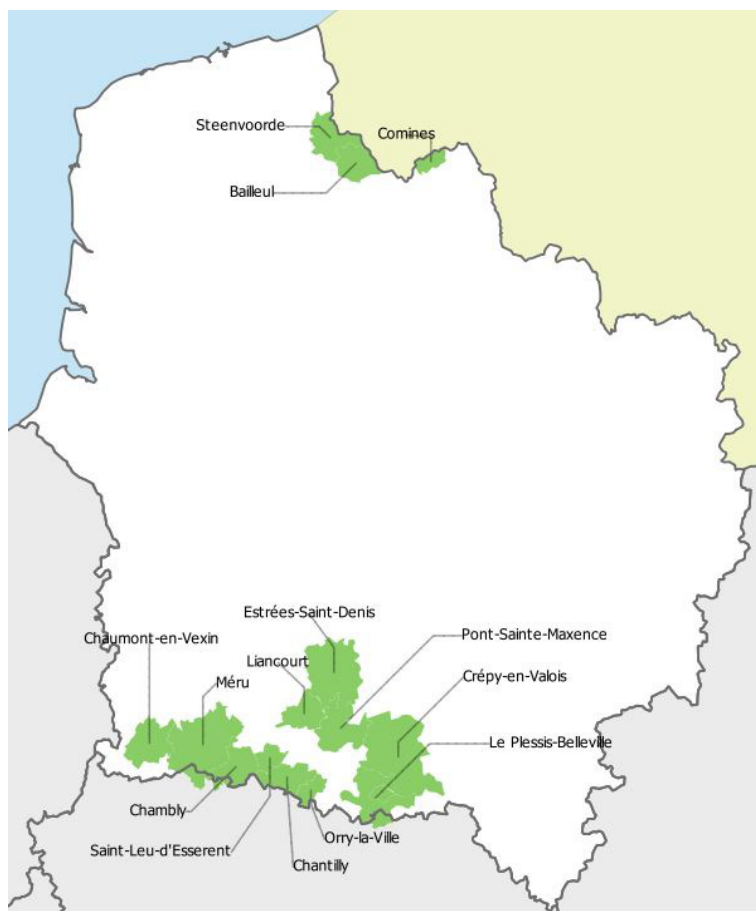 Steenvoorde
Comines
Bailleul
Estrées-Saint-Denis
Pont-Sainte-Maxence
Chaumont-en-Vexin
Liancourt
Crépy-en-Valois
Méru
Le Plessis-Belleville
Chambly
Orry-la-Ville
Saint-Leu-d'Esserent
Chantilly